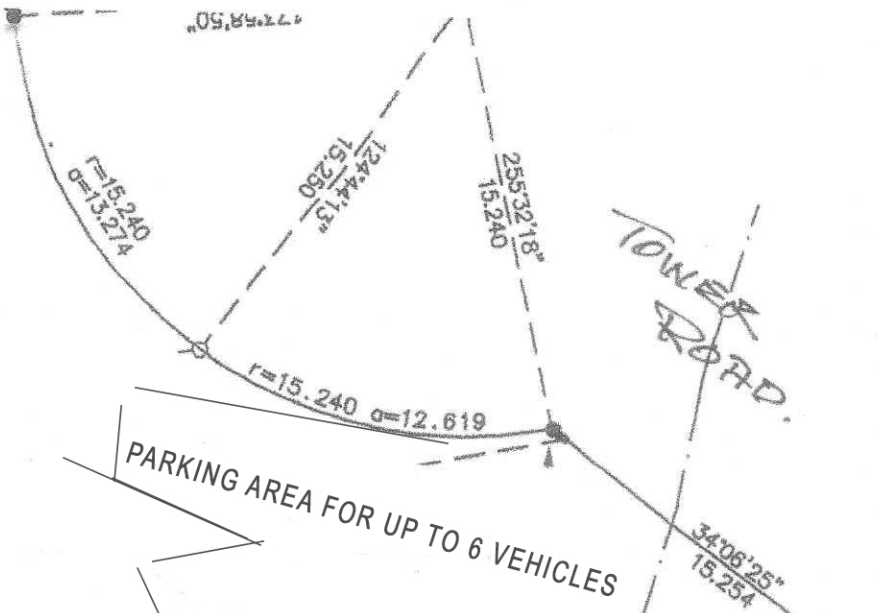 r=15.240
a=13.274
124°44'13"
15.250
255°32'18"
15.240
TOWER
ROAD.
r=15.240 a=12.619
PARKING AREA FOR UP TO 6 VEHICLES
34°06'25"
15.254